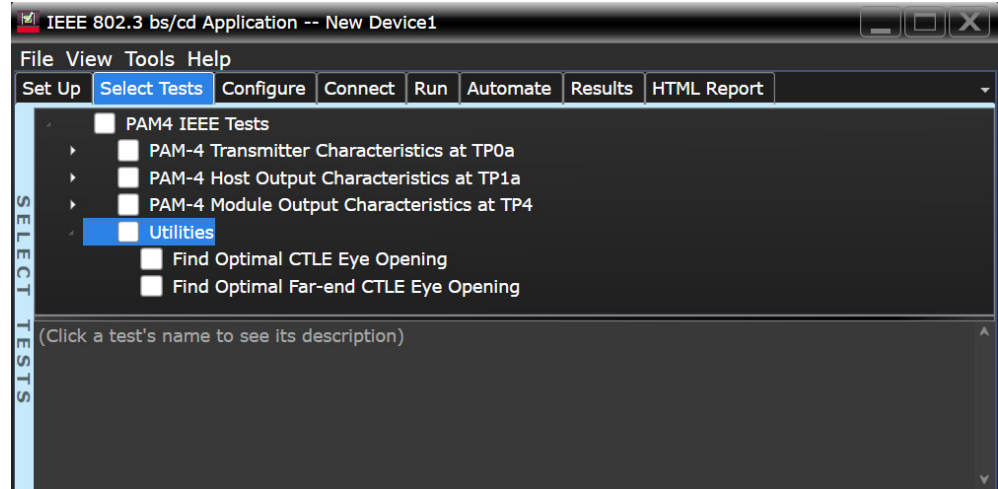 IEEE 802.3 bs/cd Application -- New Device1
File View Tools Help
Set Up Select Tests Configure Connect Run Automate Results HTML Report
PAM4 IEEE Tests
PAM-4 Transmitter Characteristics at TP0a
PAM-4 Host Output Characteristics at TP1a
PAM-4 Module Output Characteristics at TP4
Utilities
Find Optimal CTLE Eye Opening
Find Optimal Far-end CTLE Eye Opening
SELECT TESTS
(Click a test's name to see its description)